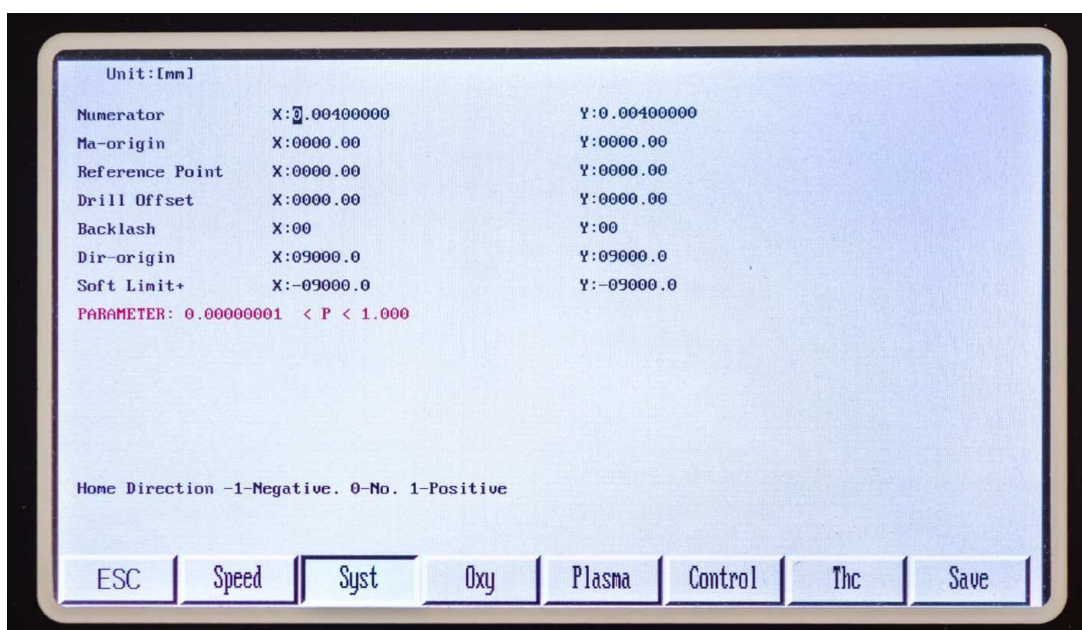 Unit:[mm]
Numerator X:0.00400000 Y:0.00400000
Ma-origin X:0000.00 Y:0000.00
Reference Point X:0000.00 Y:0000.00
Drill Offset X:0000.00 Y:0000.00
Backlash X:00 Y:00
Dir-origin X:09000.0 Y:09000.0
Soft Limit+ X:-09000.0 Y:-09000.0
PARAMETER: 0.00000001 < P < 1.000
Home Direction -1-Negative. 0-No. 1-Positive
ESC Speed Syst Oxy Plasma Control Thc Save